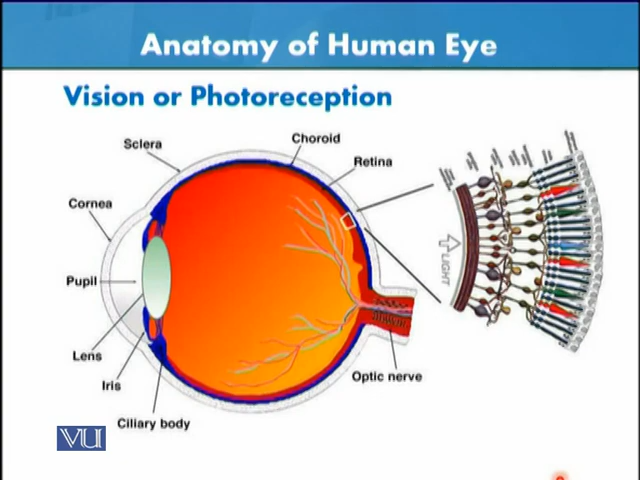 Anatomy of Human Eye
Vision or Photoreception
Choroid
Sclera
Retina
Cornea
LIGHT
Pupil
Lens
Iris
Optic nerve
Ciliary body
VU